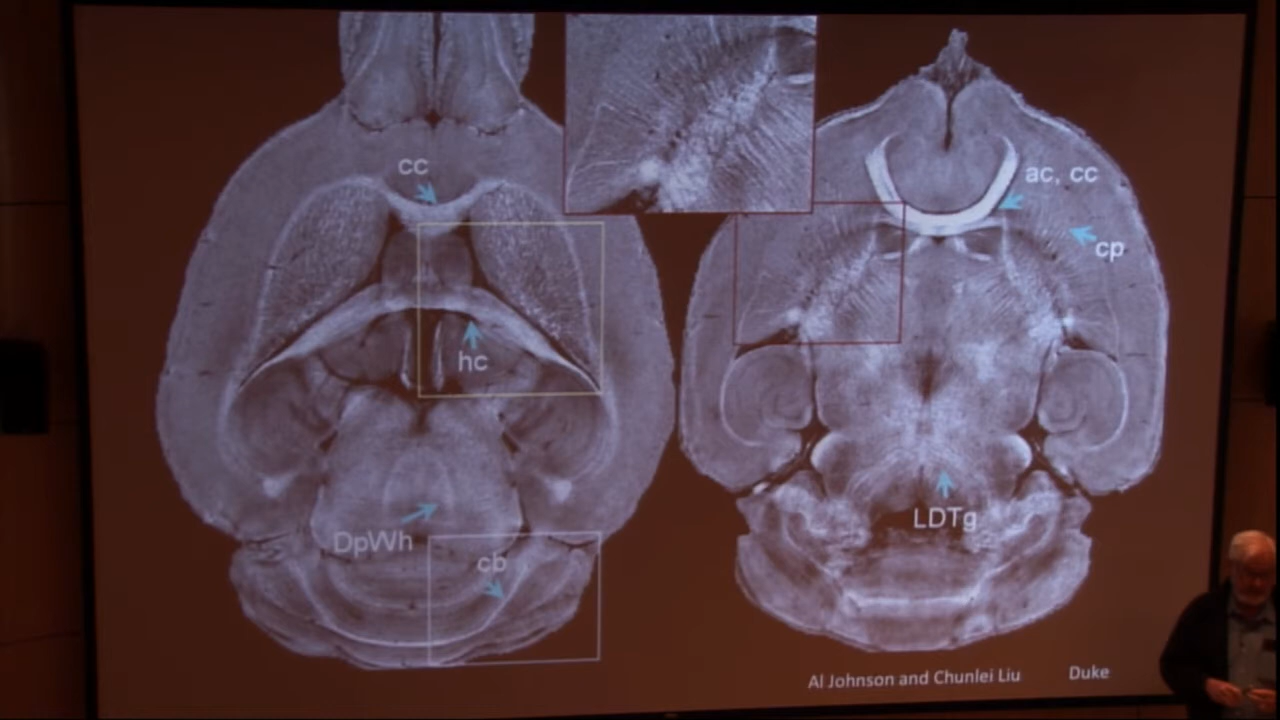 cc
ac, cc
cp
hc
LDTg
DpWh
cb
Al Johnson and Chunlei Liu Duke